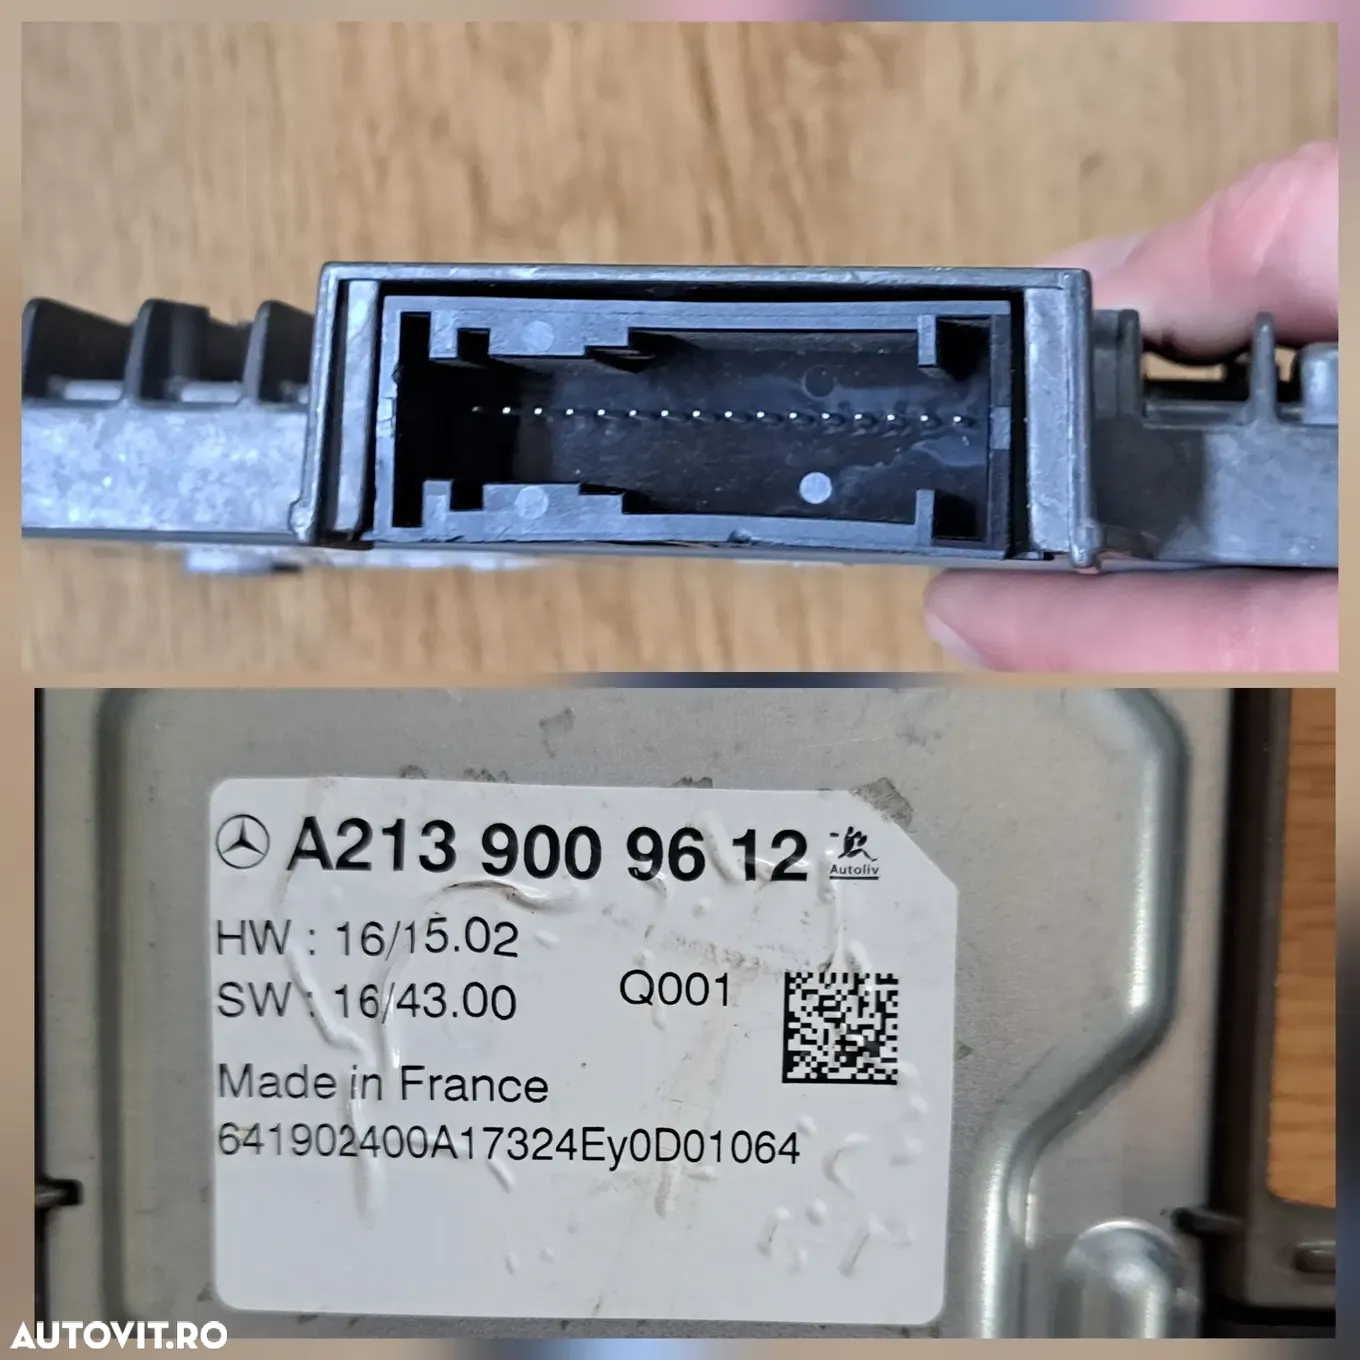 A213 900 96 12
Autoliv
HW : 16/15.02
SW : 16/43.00
Q001
Made in France
641902400A17324Ey0D01064
AUTOVIT.RO